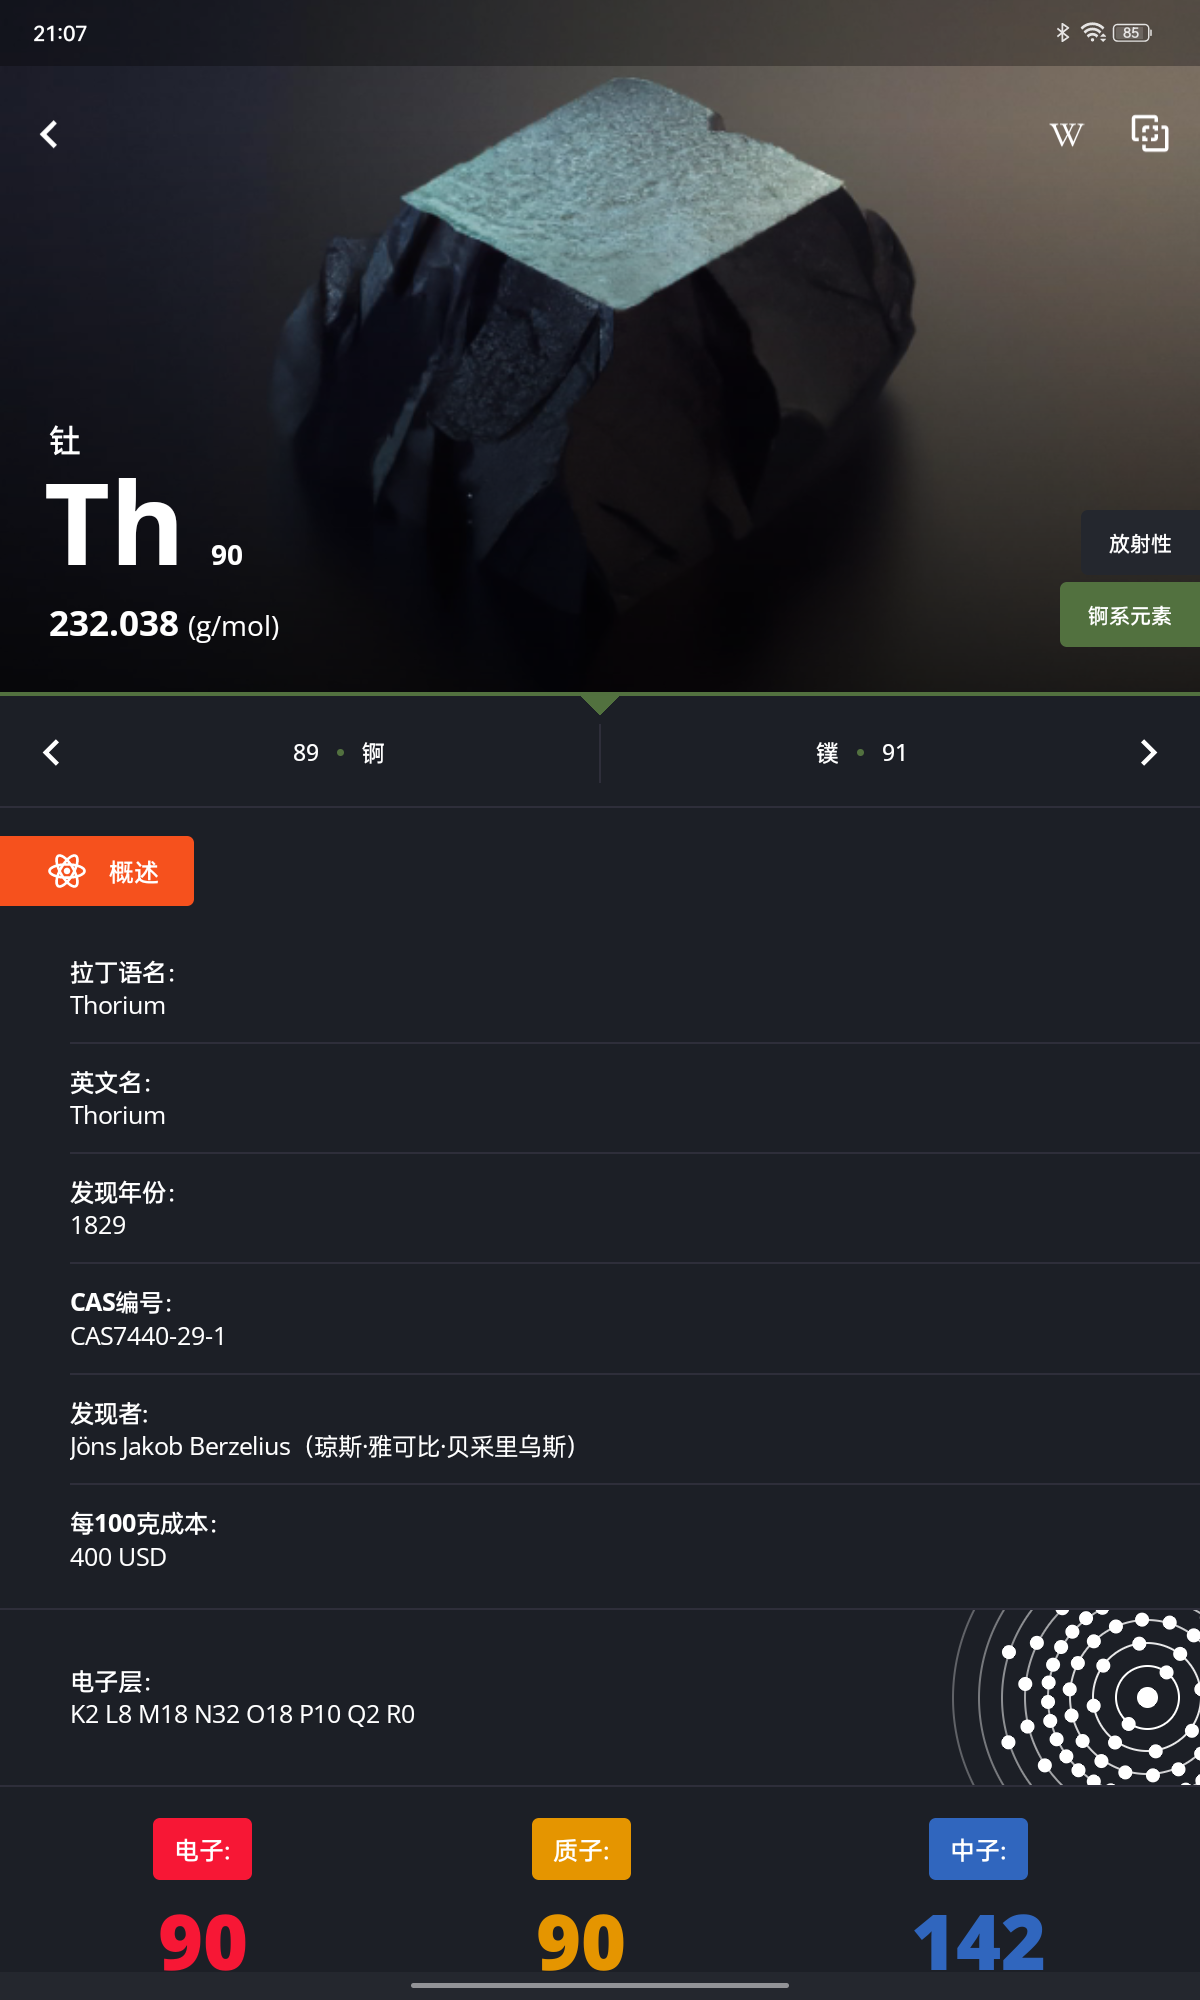 21:07
85
W
钍
Th 90
232.038 (g/mol)
放射性
锕系元素
89 • 锕
镤 • 91
概述
拉丁语名:
Thorium
英文名:
Thorium
发现年份:
1829
CAS编号:
CAS7440-29-1
发现者:
Jöns Jakob Berzelius（琼斯·雅可比·贝采里乌斯）
每100克成本:
400 USD
电子层:
K2 L8 M18 N32 O18 P10 Q2 R0
电子:
质子:
中子:
90
90
142